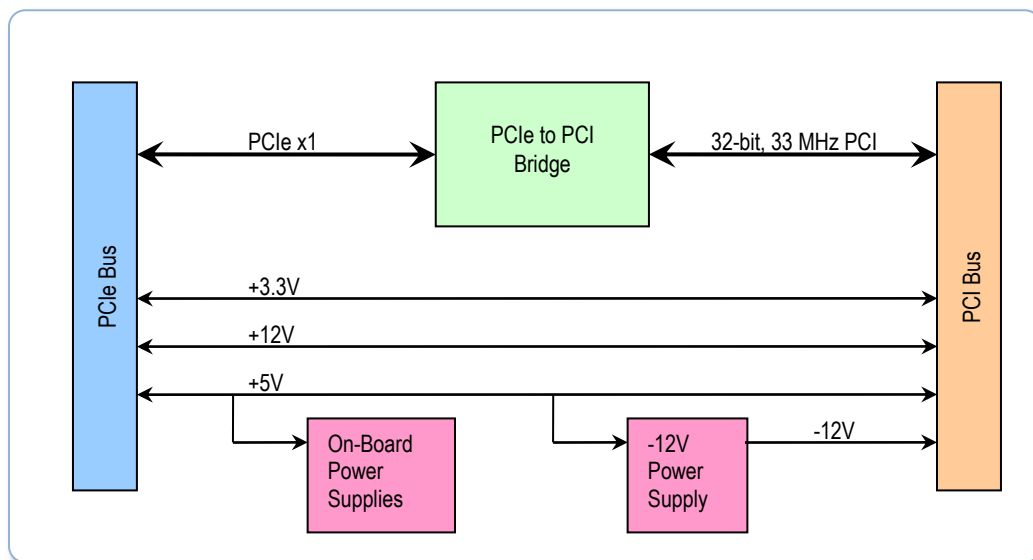 PCIe Bus
PCIe x1
PCIe to PCI
Bridge
32-bit, 33 MHz PCI
PCI Bus
+3.3V
+12V
+5V
On-Board
Power
Supplies
-12V
Power
Supply
-12V